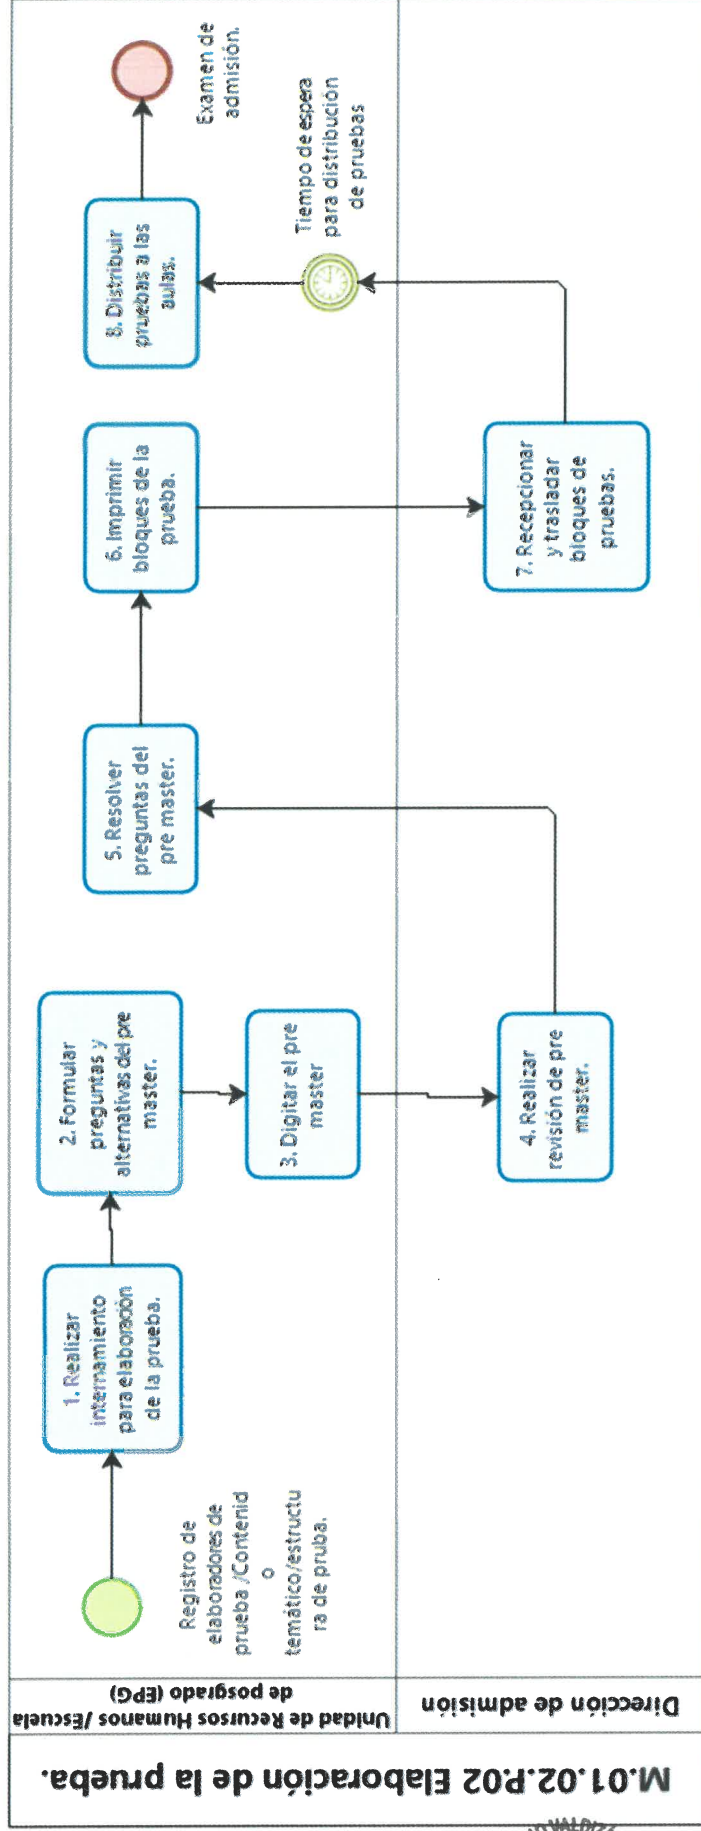 M.01.02.P.02 Elaboración de la prueba.
Unidad de Recursos Humanos /Escuela
de posgrado (EPG)
Dirección de admisión
Registro de
elaboradores de
prueba /Contenid
o
temático/estructu
ra de pruba.
1. Realizar
internamiento
para elaboración
de la prueba.
2. Formular
preguntas y
alternativas del pre
master.
3. Digitar el pre
master
4. Realizar
revisión de pre
master.
5. Resolver
preguntas del
pre master.
6. Imprimir
bloques de la
prueba.
7. Recepcionar
y trasladar
bloques de
pruebas.
Tiempo de espera
para distribución
de pruebas
8. Distribuir
pruebas a las
aulas.
Examen de
admisión.